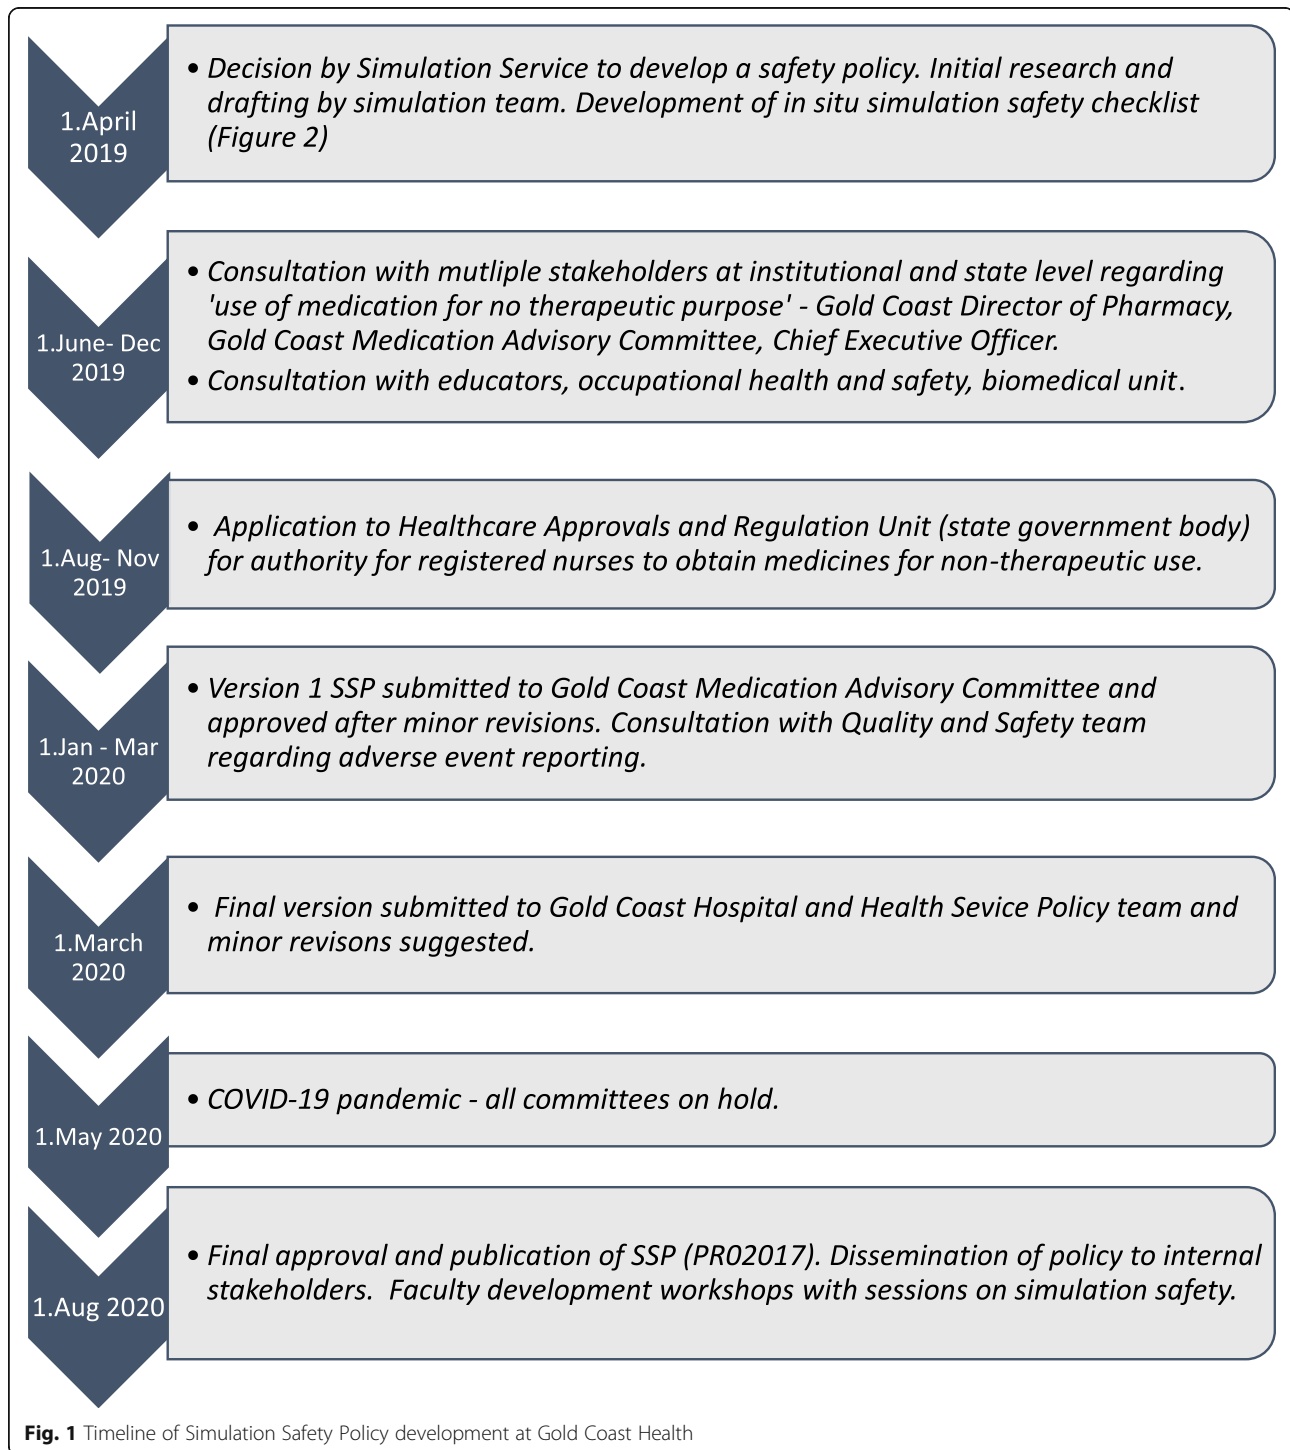 1.April
2019
• Decision by Simulation Service to develop a safety policy. Initial research and
drafting by simulation team. Development of in situ simulation safety checklist
(Figure 2)
1.June- Dec
2019
• Consultation with mutliple stakeholders at institutional and state level regarding
'use of medication for no therapeutic purpose' - Gold Coast Director of Pharmacy,
Gold Coast Medication Advisory Committee, Chief Executive Officer.
• Consultation with educators, occupational health and safety, biomedical unit.
1.Aug- Nov
2019
• Application to Healthcare Approvals and Regulation Unit (state government body)
for authority for registered nurses to obtain medicines for non-therapeutic use.
1.Jan - Mar
2020
• Version 1 SSP submitted to Gold Coast Medication Advisory Committee and
approved after minor revisions. Consultation with Quality and Safety team
regarding adverse event reporting.
1.March
2020
• Final version submitted to Gold Coast Hospital and Health Sevice Policy team and
minor revisons suggested.
1.May 2020
• COVID-19 pandemic - all committees on hold.
1.Aug 2020
• Final approval and publication of SSP (PR02017). Dissemination of policy to internal
stakeholders.  Faculty development workshops with sessions on simulation safety.
Fig. 1 Timeline of Simulation Safety Policy development at Gold Coast Health